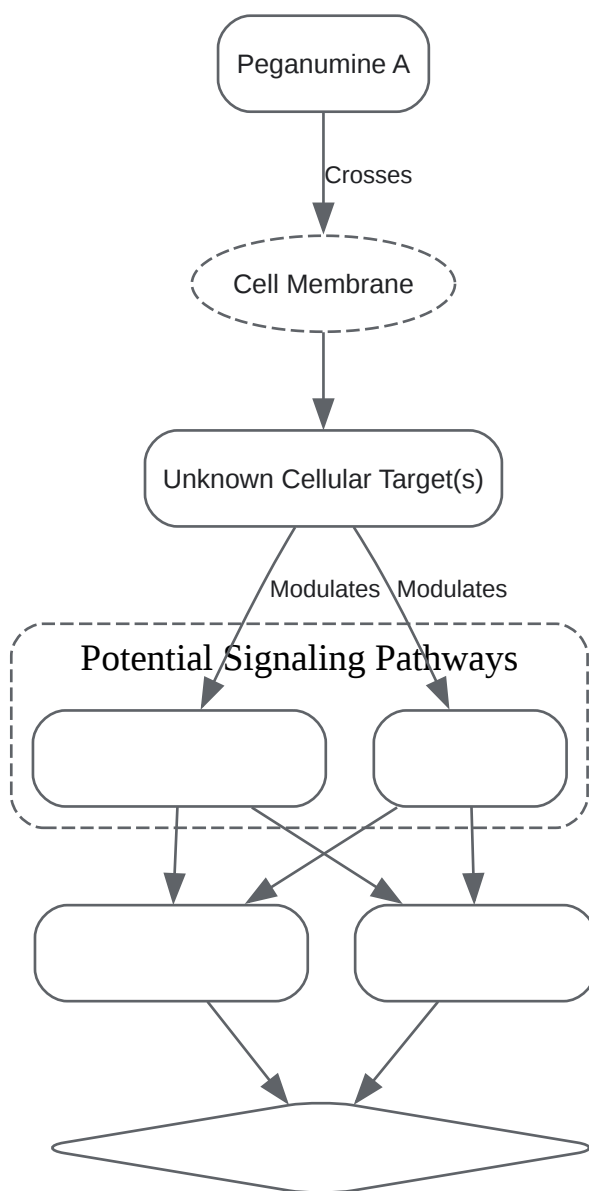 Peganumine A
Crosses
Cell Membrane
Unknown Cellular Target(s)
Modulates Modulates
Potential Signaling Pathways